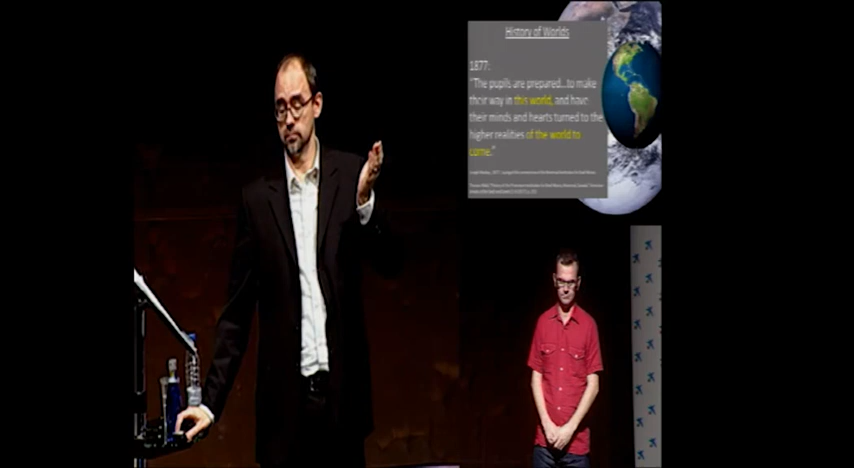 History of Worlds
1877:
"The pupils are prepared...to make
their way in this world, and have
their minds and hearts turned to the
higher realities of the world to
come."